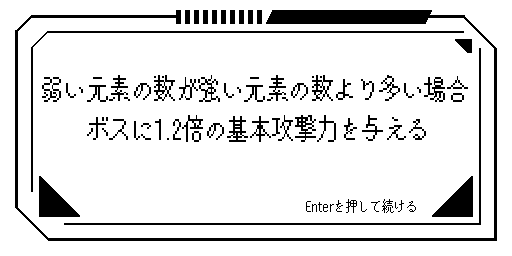 弱い元素の数が強い元素の数より多い場合
ボスに1.2倍の基本攻撃力を与える
Enterを押して続ける